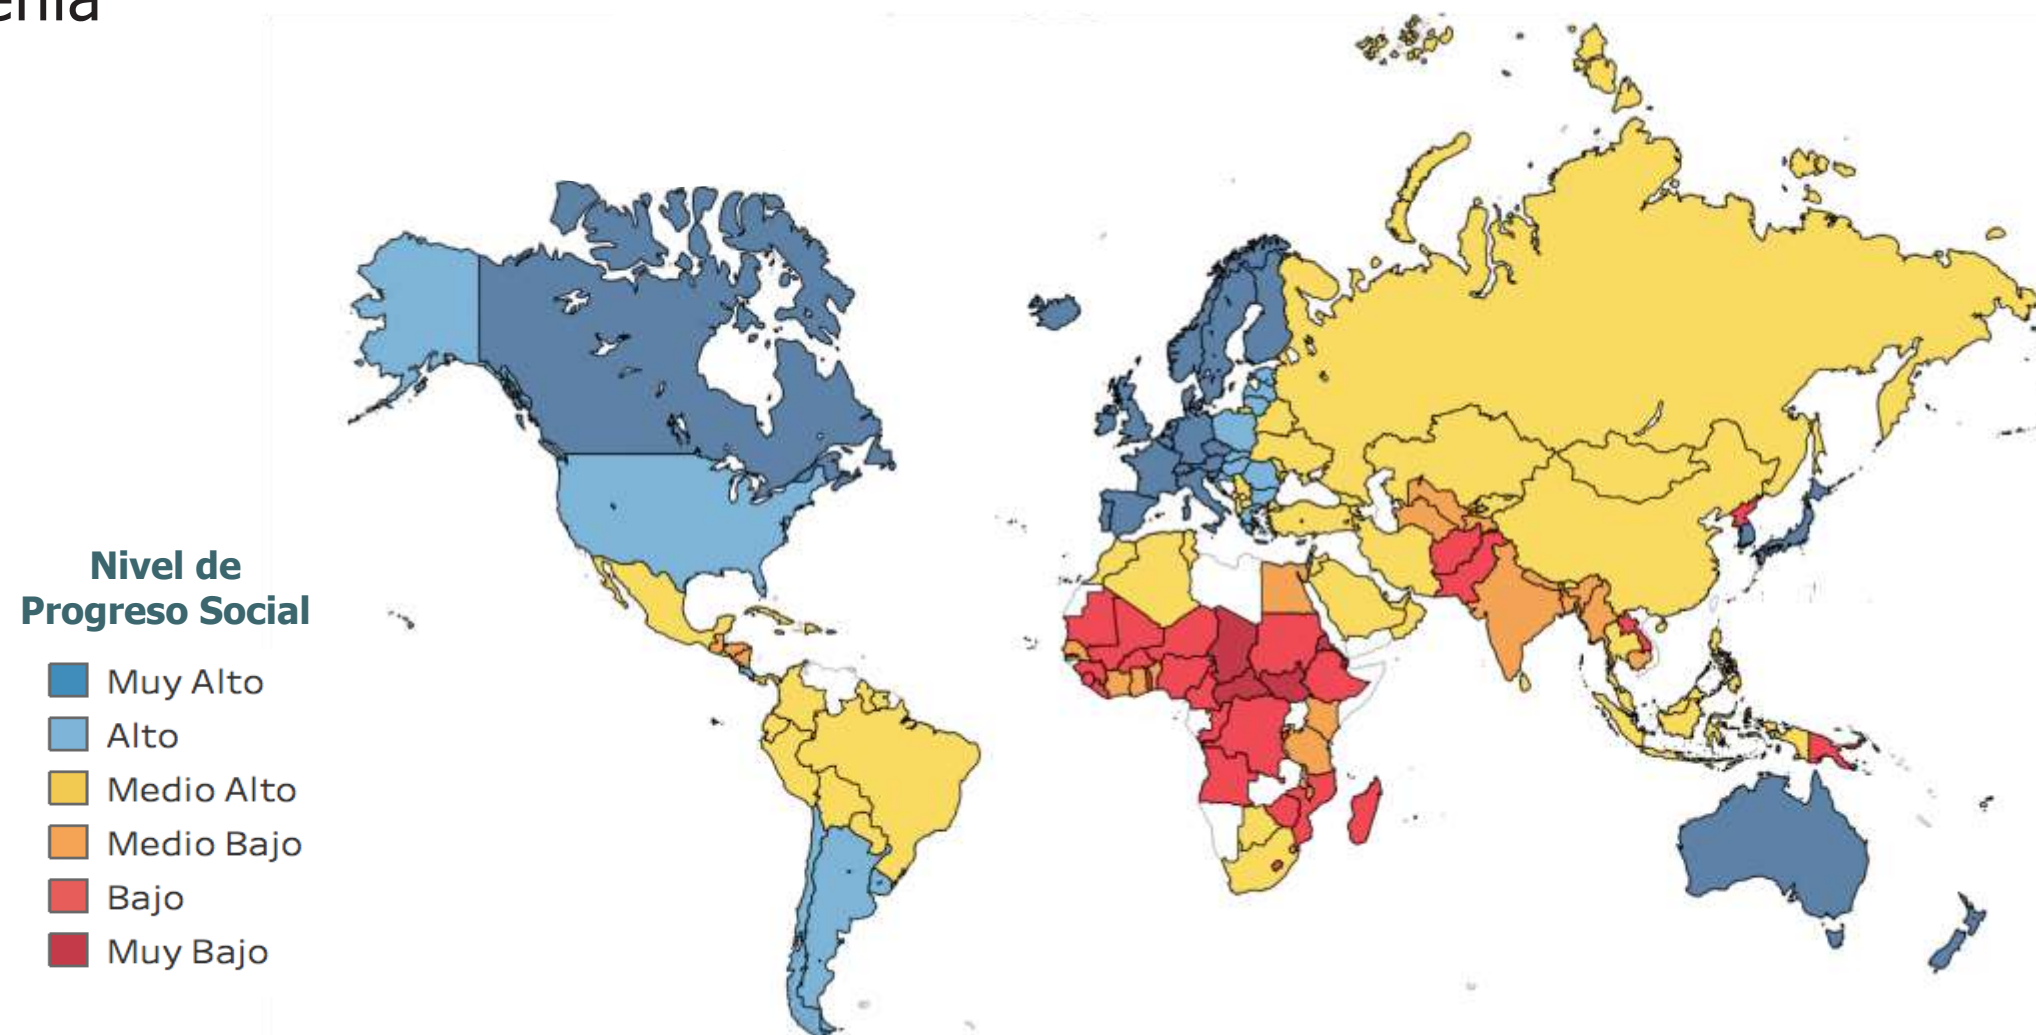 Nivel de
Progreso Social
Muy Alto
Alto
Medio Alto
Medio Bajo
Bajo
Muy Bajo